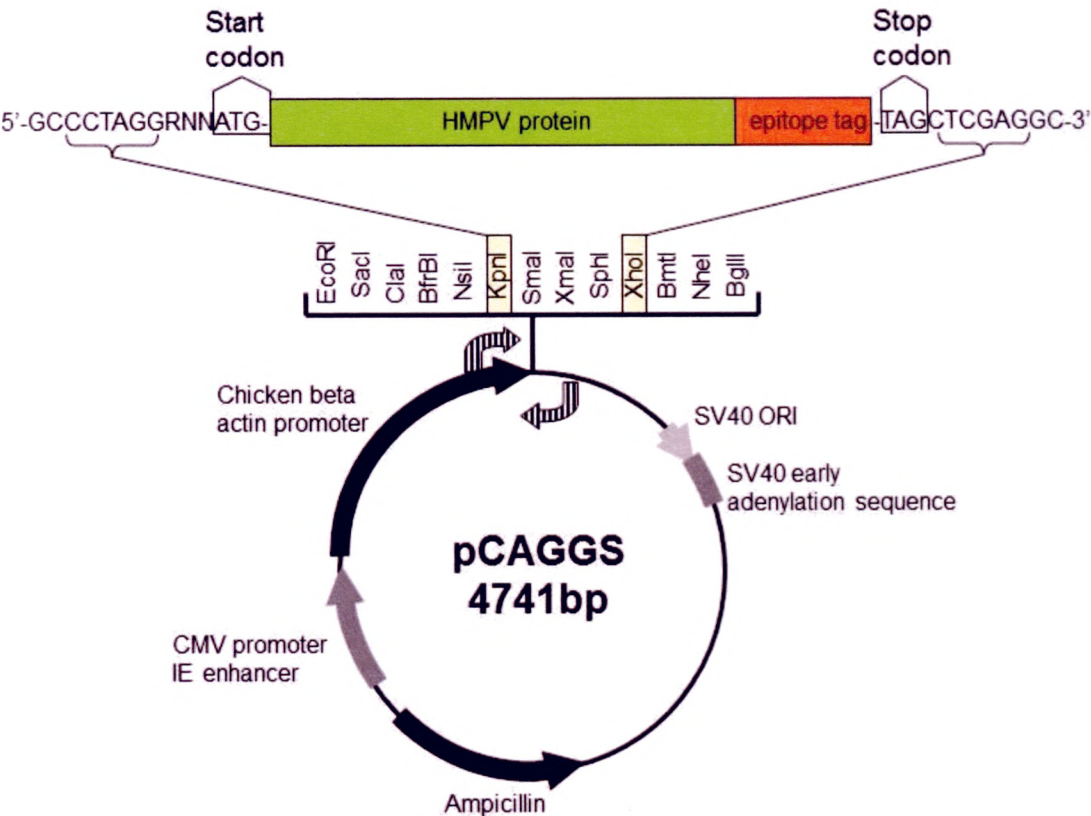 Start
codon
Stop
codon
5'-GCCCTAGGRNNATG-
HMPV protein
epitope tag
-TAGCTCGAGGC-3'
EcoRI
SacI
ClaI
BfrBI
NsiI
KpnI
SmaI
XmaI
SphI
XhoI
BmtI
NheI
BglII
Chicken beta
actin promoter
SV40 ORI
SV40 early
adenylation sequence
pCAGGS
4741bp
CMV promoter
IE enhancer
Ampicillin